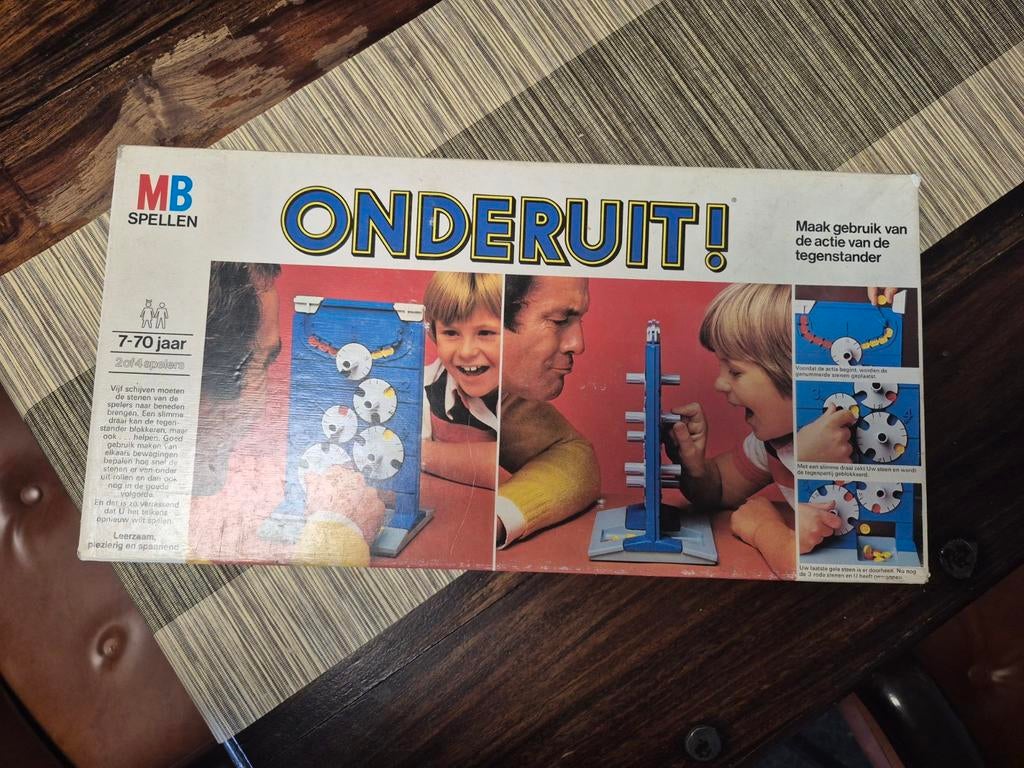 MB
SPELLEN
ONDERUIT!
Maak gebruik van
de actie van de
tegenstander
7-70 jaar
2 of 4 spelers
Vijf schijven moeten
de stenen van de
spelers naar beneden
brengen. Een slimme
draai kan de tegen-
stander blokkeren, maar
ook . . . helpen. Goed
gebruik maken van
elkaars bewegingen
bepalen hoe snel de
stenen er van onder
uit rollen en dan ook
nog in de goede
volgorde.
En dat is zo verrassend
dat U het telkens
opnieuw wilt spelen.
Leerzaam,
plezierig en spannend
Voordat de actie begint, worden de
genummerde stenen geplaatst.
Met een slimme draai zakt Uw steen en wordt
de tegenpartij geblokkeerd.
Uw laatste gele steen is er doorheen. Nu nog
de 3 rode stenen en U heeft gewonnen.